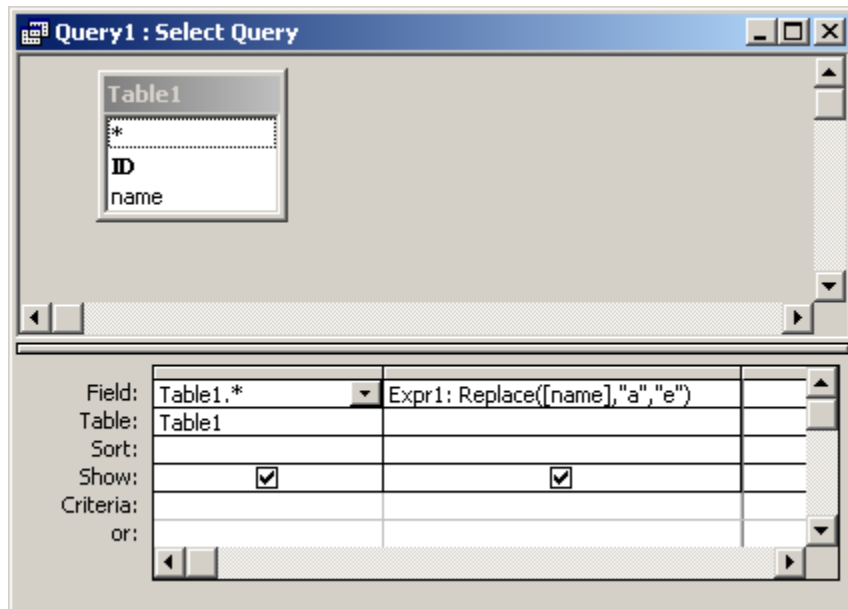 Query1 : Select Query
Table1
*
ID
name
Field: Table1.* Expr1: Replace([name],"a","e")
Table: Table1
Sort:
Show:
Criteria:
or: